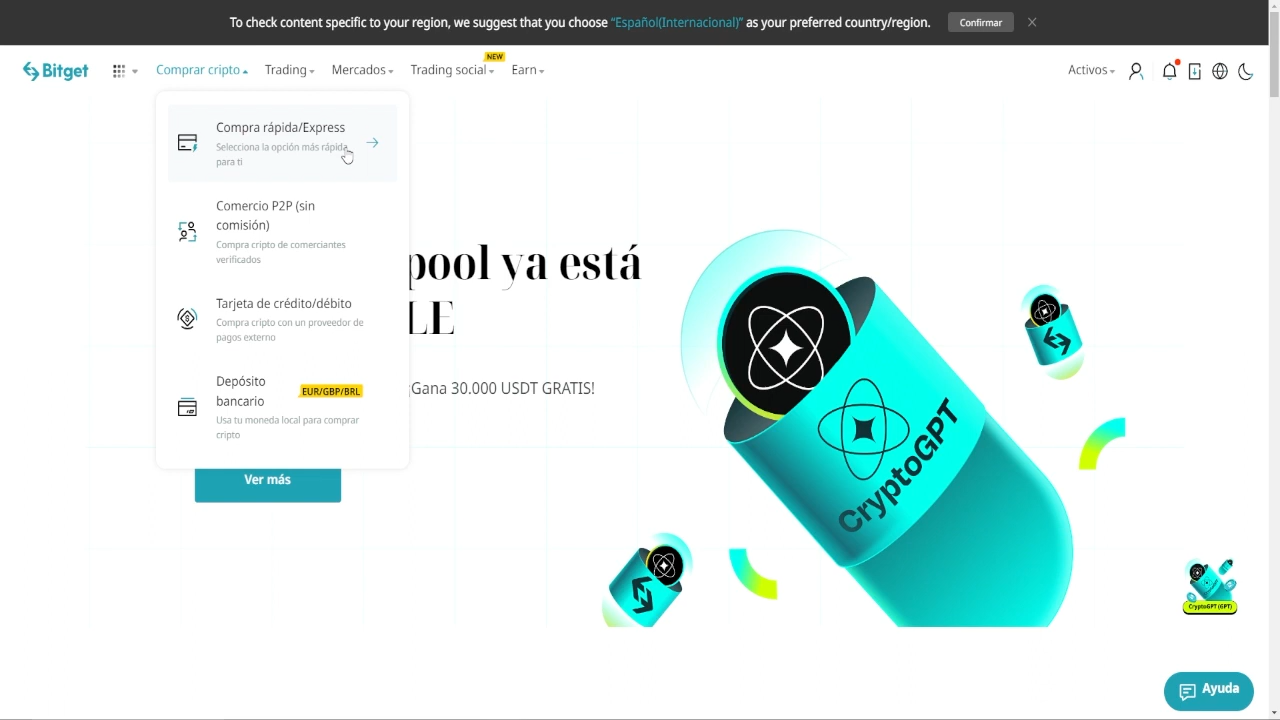 To check content specific to your region, we suggest that you choose “Español(Internacional)” as your preferred country/region.
Confirmar
Bitget
Comprar cripto
Trading
Mercados
NEW
Trading social
Earn
Activos
Compra rápida/Express
Selecciona la opción más rápida
para ti
Comercio P2P (sin
comisión)
Compra cripto de comerciantes
verificados
Tarjeta de crédito/débito
Compra cripto con un proveedor de
pagos externo
Depósito
bancario
EUR/GBP/BRL
Usa tu moneda local para comprar
cripto
pool ya está
LE
¡Gana 30.000 USDT GRATIS!
Ver más
CryptoGPT
CryptoGPT (GPT)
Ayuda